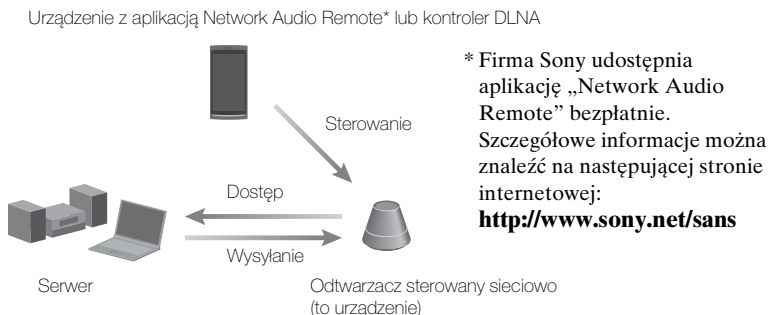 Urządzenie z aplikacją Network Audio Remote* lub kontroler DLNA
Sterowanie
Dostęp
Wysyłanie
Serwer
Odtwarzacz sterowany sieciowo
(to urządzenie)
* Firma Sony udostępnia
aplikację „Network Audio
Remote” bezpłatnie.
Szczegółowe informacje można
znaleźć na następującej stronie
internetowej:
http://www.sony.net/sans